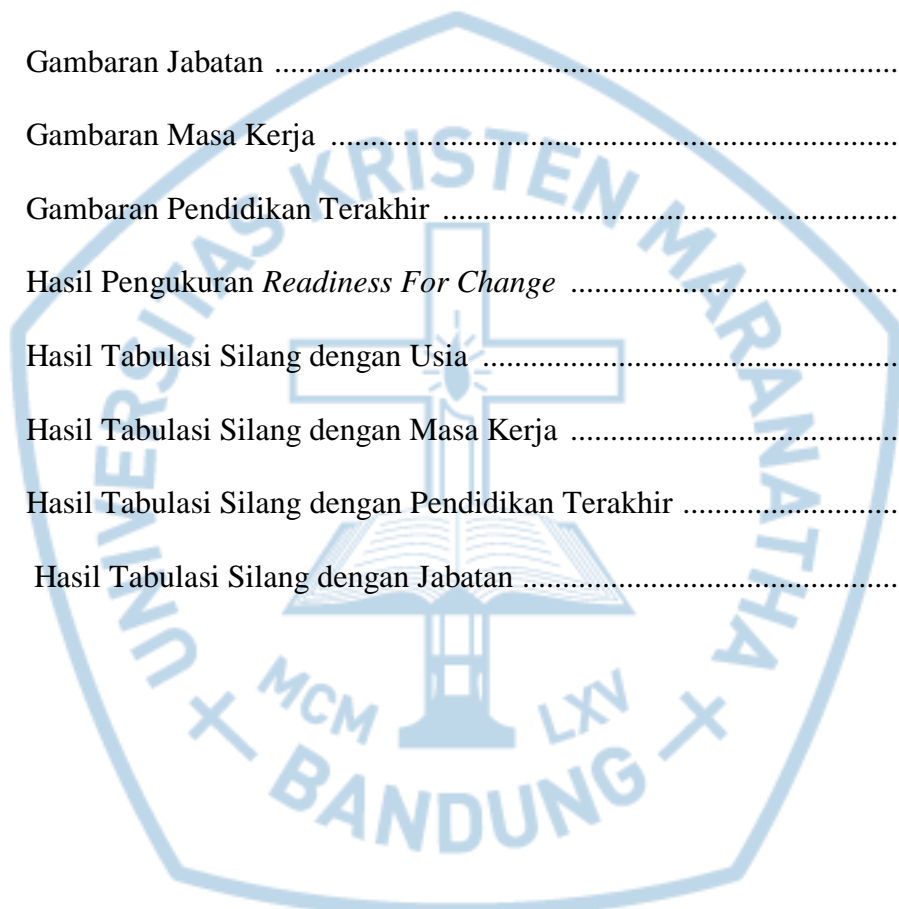 Gambaran Jabatan ........................................................................
Gambaran Masa Kerja ................................................................
Gambaran Pendidikan Terakhir ....................................................
Hasil Pengukuran Readiness For Change ......................................
Hasil Tabulasi Silang dengan Usia ................................................
Hasil Tabulasi Silang dengan Masa Kerja ......................................
Hasil Tabulasi Silang dengan Pendidikan Terakhir .........................
Hasil Tabulasi Silang dengan Jabatan ...........................................
UNIVERSITAS KRISTEN MARANATHA
MCM LXV
BANDUNG